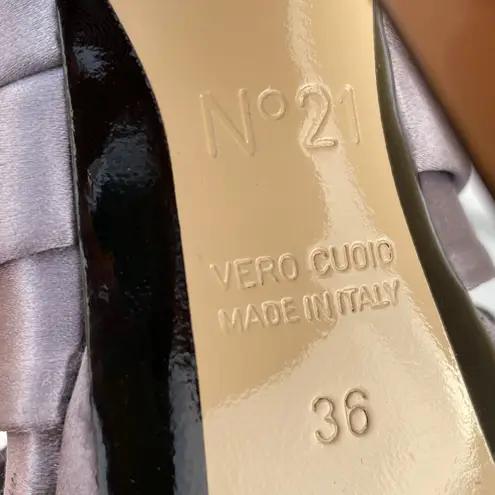 N° 21
VERO CUOIO
MADE IN ITALY
36